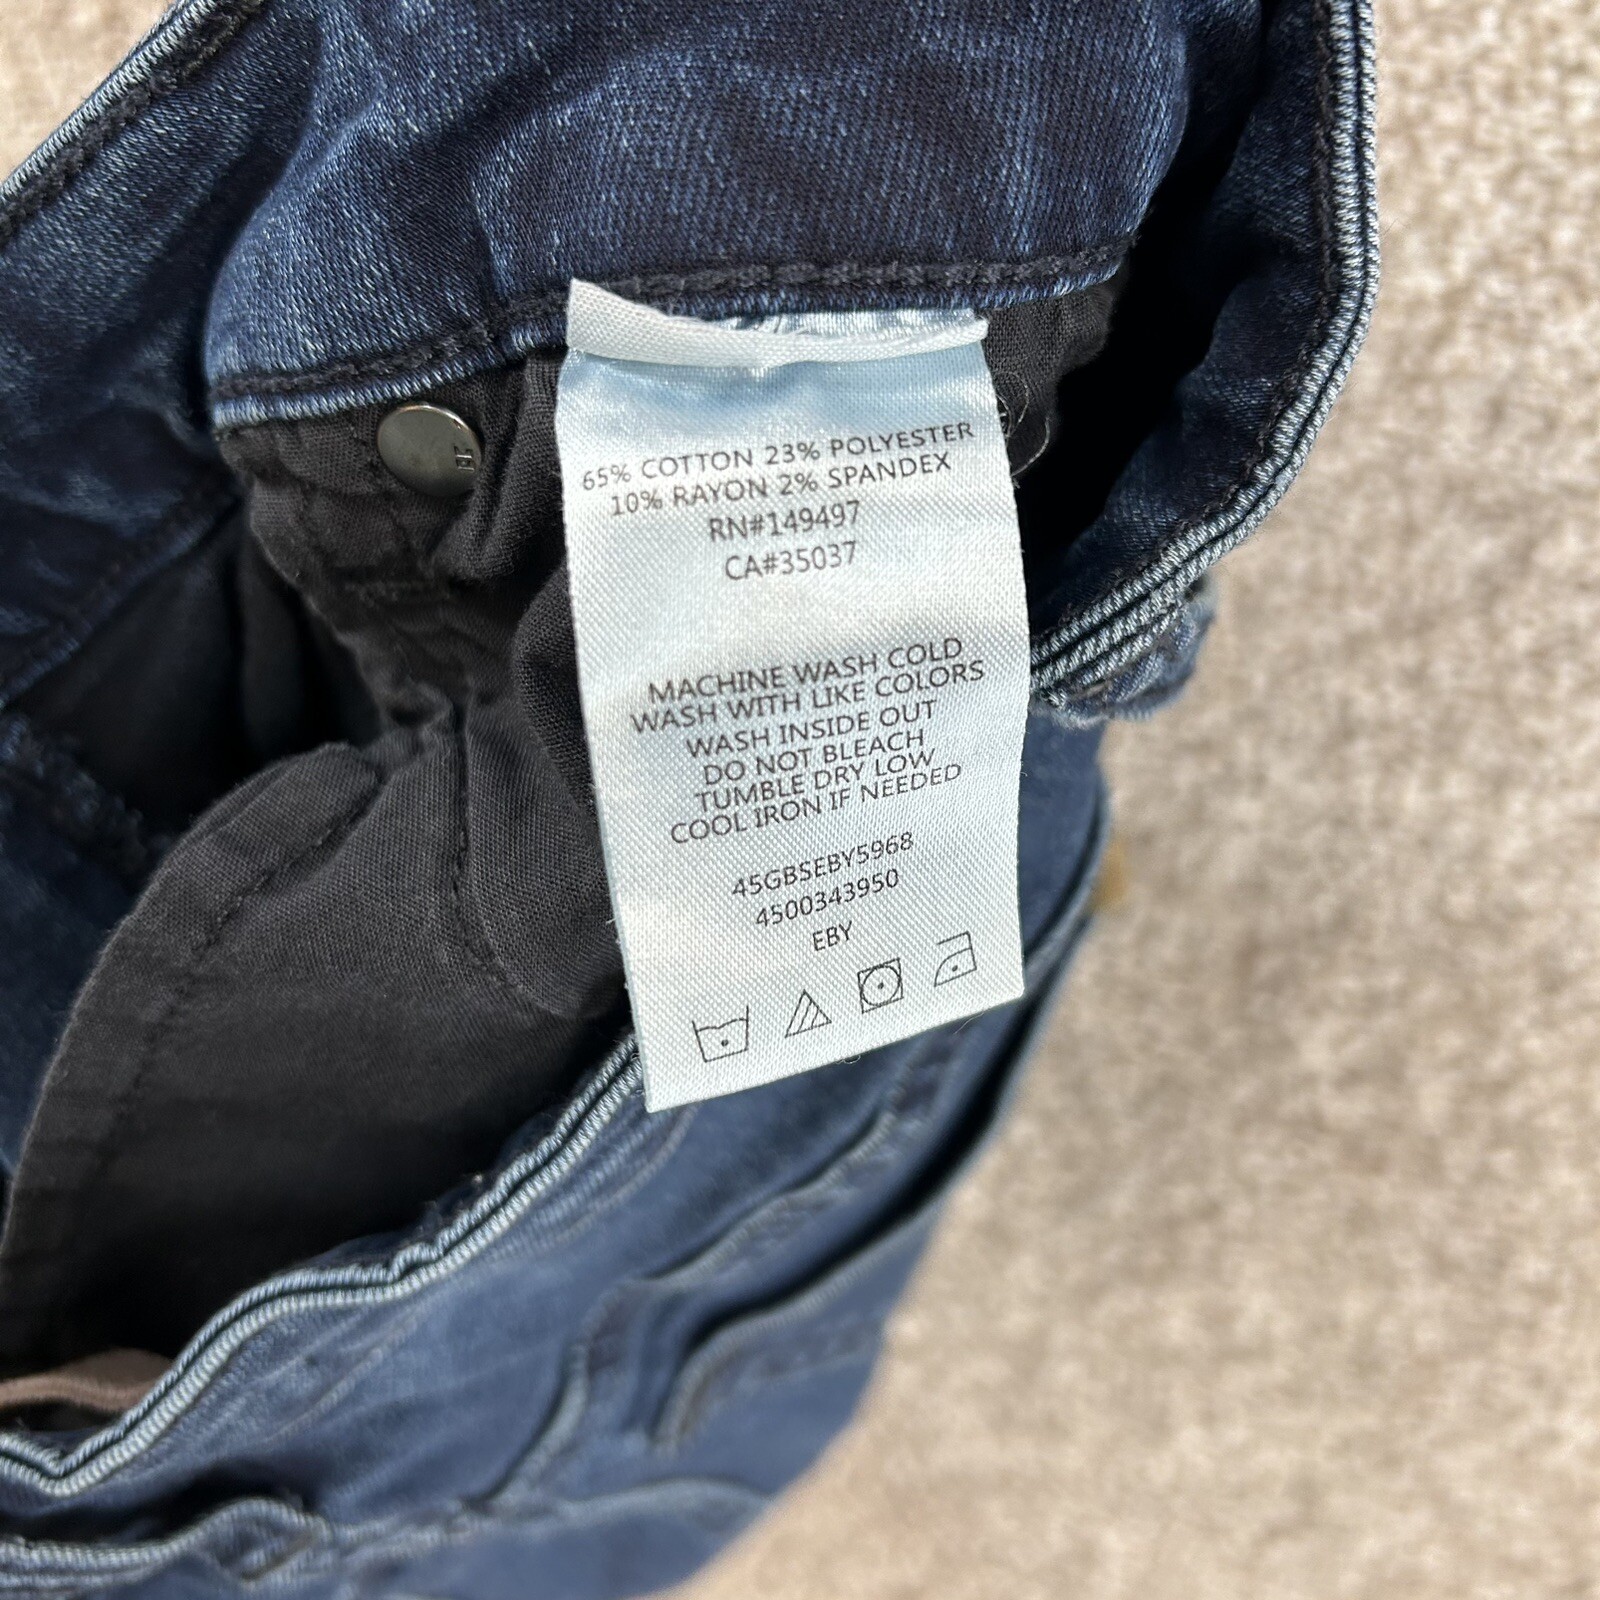 65% COTTON 23% POLYESTER
10% RAYON 2% SPANDEX
RN#149497
CA#35037
MACHINE WASH COLD
WASH WITH LIKE COLORS
WASH INSIDE OUT
DO NOT BLEACH
TUMBLE DRY LOW
COOL IRON IF NEEDED
45GBSEBY5968
4500343950
EBY